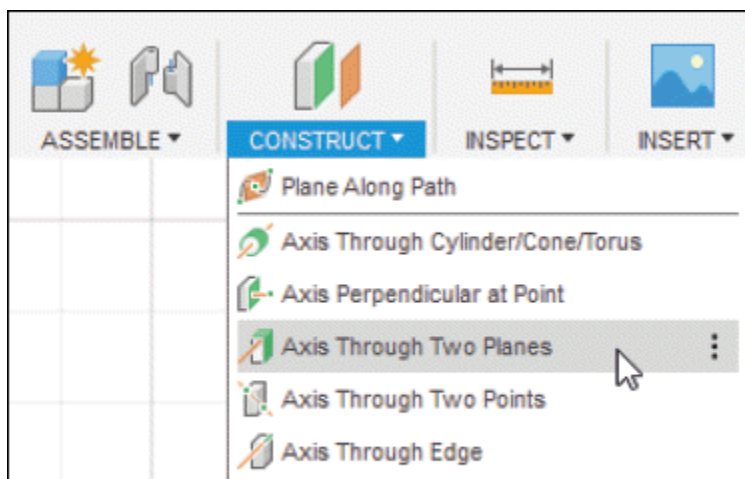 ASSEMBLE CONSTRUCT INSPECT INSERT
Plane Along Path
Axis Through Cylinder/Cone/Torus
Axis Perpendicular at Point
Axis Through Two Planes
Axis Through Two Points
Axis Through Edge